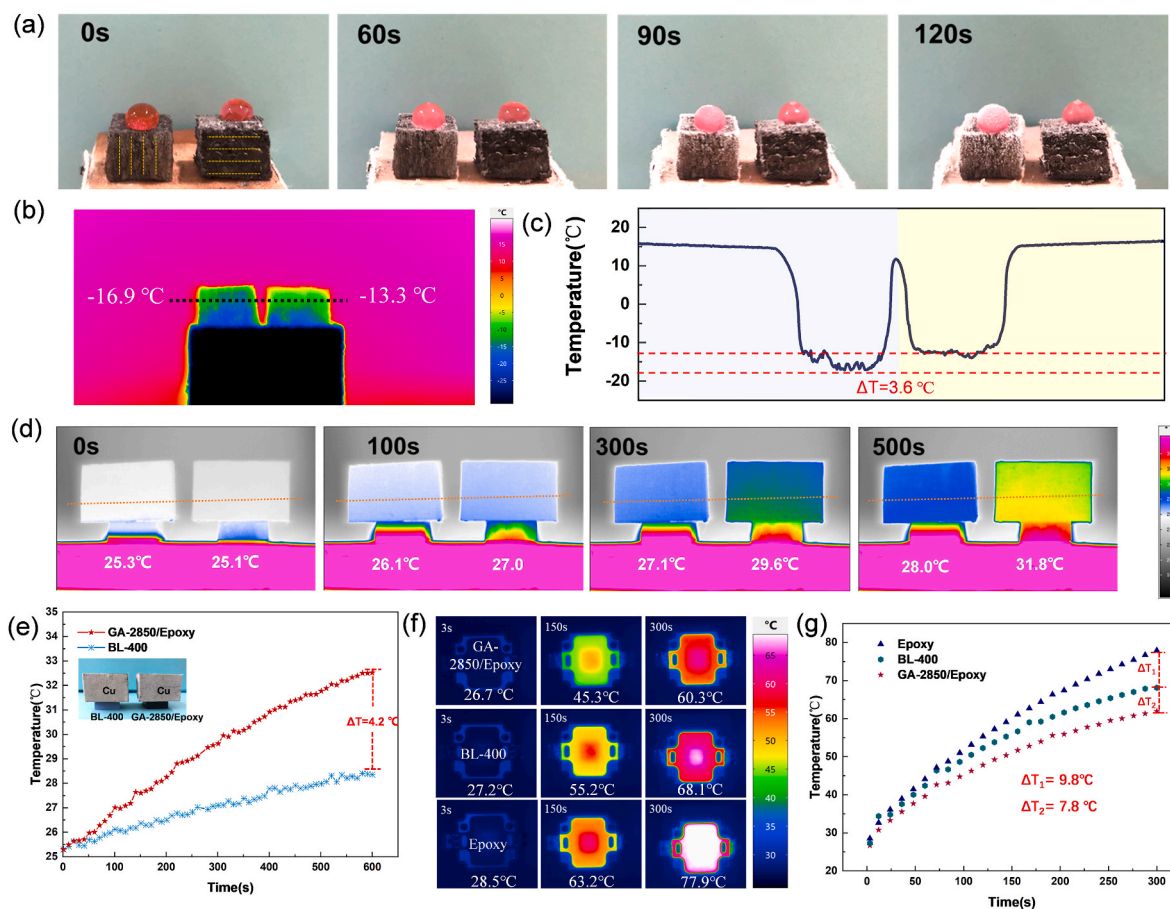 (a)
0s
60s
90s
120s
(b)
-16.9 ℃
-13.3 ℃
℃
15
10
5
0
-5
-10
-15
-20
-25
(c)
Temperature(℃)
25
20
15
10
0
-10
-20
ΔT=3.6 ℃
(d)
0s
25.3℃
25.1℃
100s
26.1℃
27.0
300s
27.1℃
29.6℃
500s
28.0℃
31.8℃
(e)
Temperature(℃)
35
34
33
32
31
30
29
28
27
26
25
GA-2850/Epoxy
BL-400
Cu
Cu
BL-400
GA-2850/Epoxy
ΔT=4.2 ℃
0
100
200
300
400
500
600
Time(s)
(f)
3s
GA-
2850/Epoxy
26.7 ℃
150s
45.3℃
300s
60.3℃
3s
BL-400
27.2℃
150s
55.2℃
300s
68.1℃
3s
Epoxy
28.5℃
150s
63.2℃
300s
77.9℃
℃
65
60
55
50
45
40
35
30
(g)
Temperature(℃)
80
70
60
50
40
30
20
Epoxy
BL-400
GA-2850/Epoxy
ΔT1
ΔT2
ΔT1 = 9.8℃
ΔT2 = 7.8 ℃
0
50
100
150
200
250
300
Time(s)